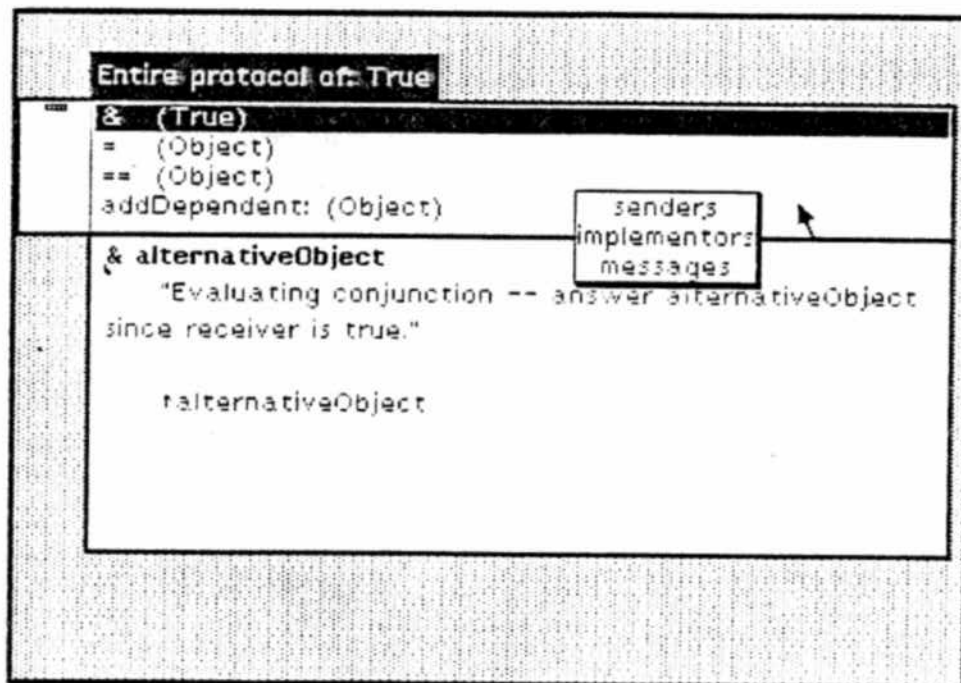 Entire protocol of: True
& (True)
= (Object)
== (Object)
addDependent: (Object)
senders
implementors
messages
& alternativeObject
"Evaluating conjunction -- answer alternativeObject
since receiver is true."
↑alternativeObject